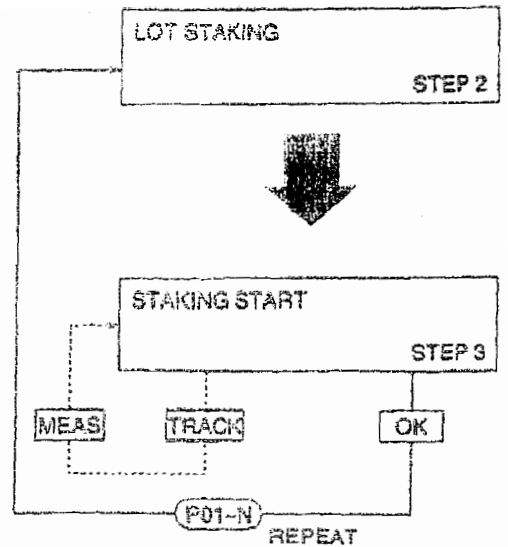 LOT STAKING
STEP 2
STAKING START
STEP 3
MEAS
TRACK
OK
P01~N
REPEAT